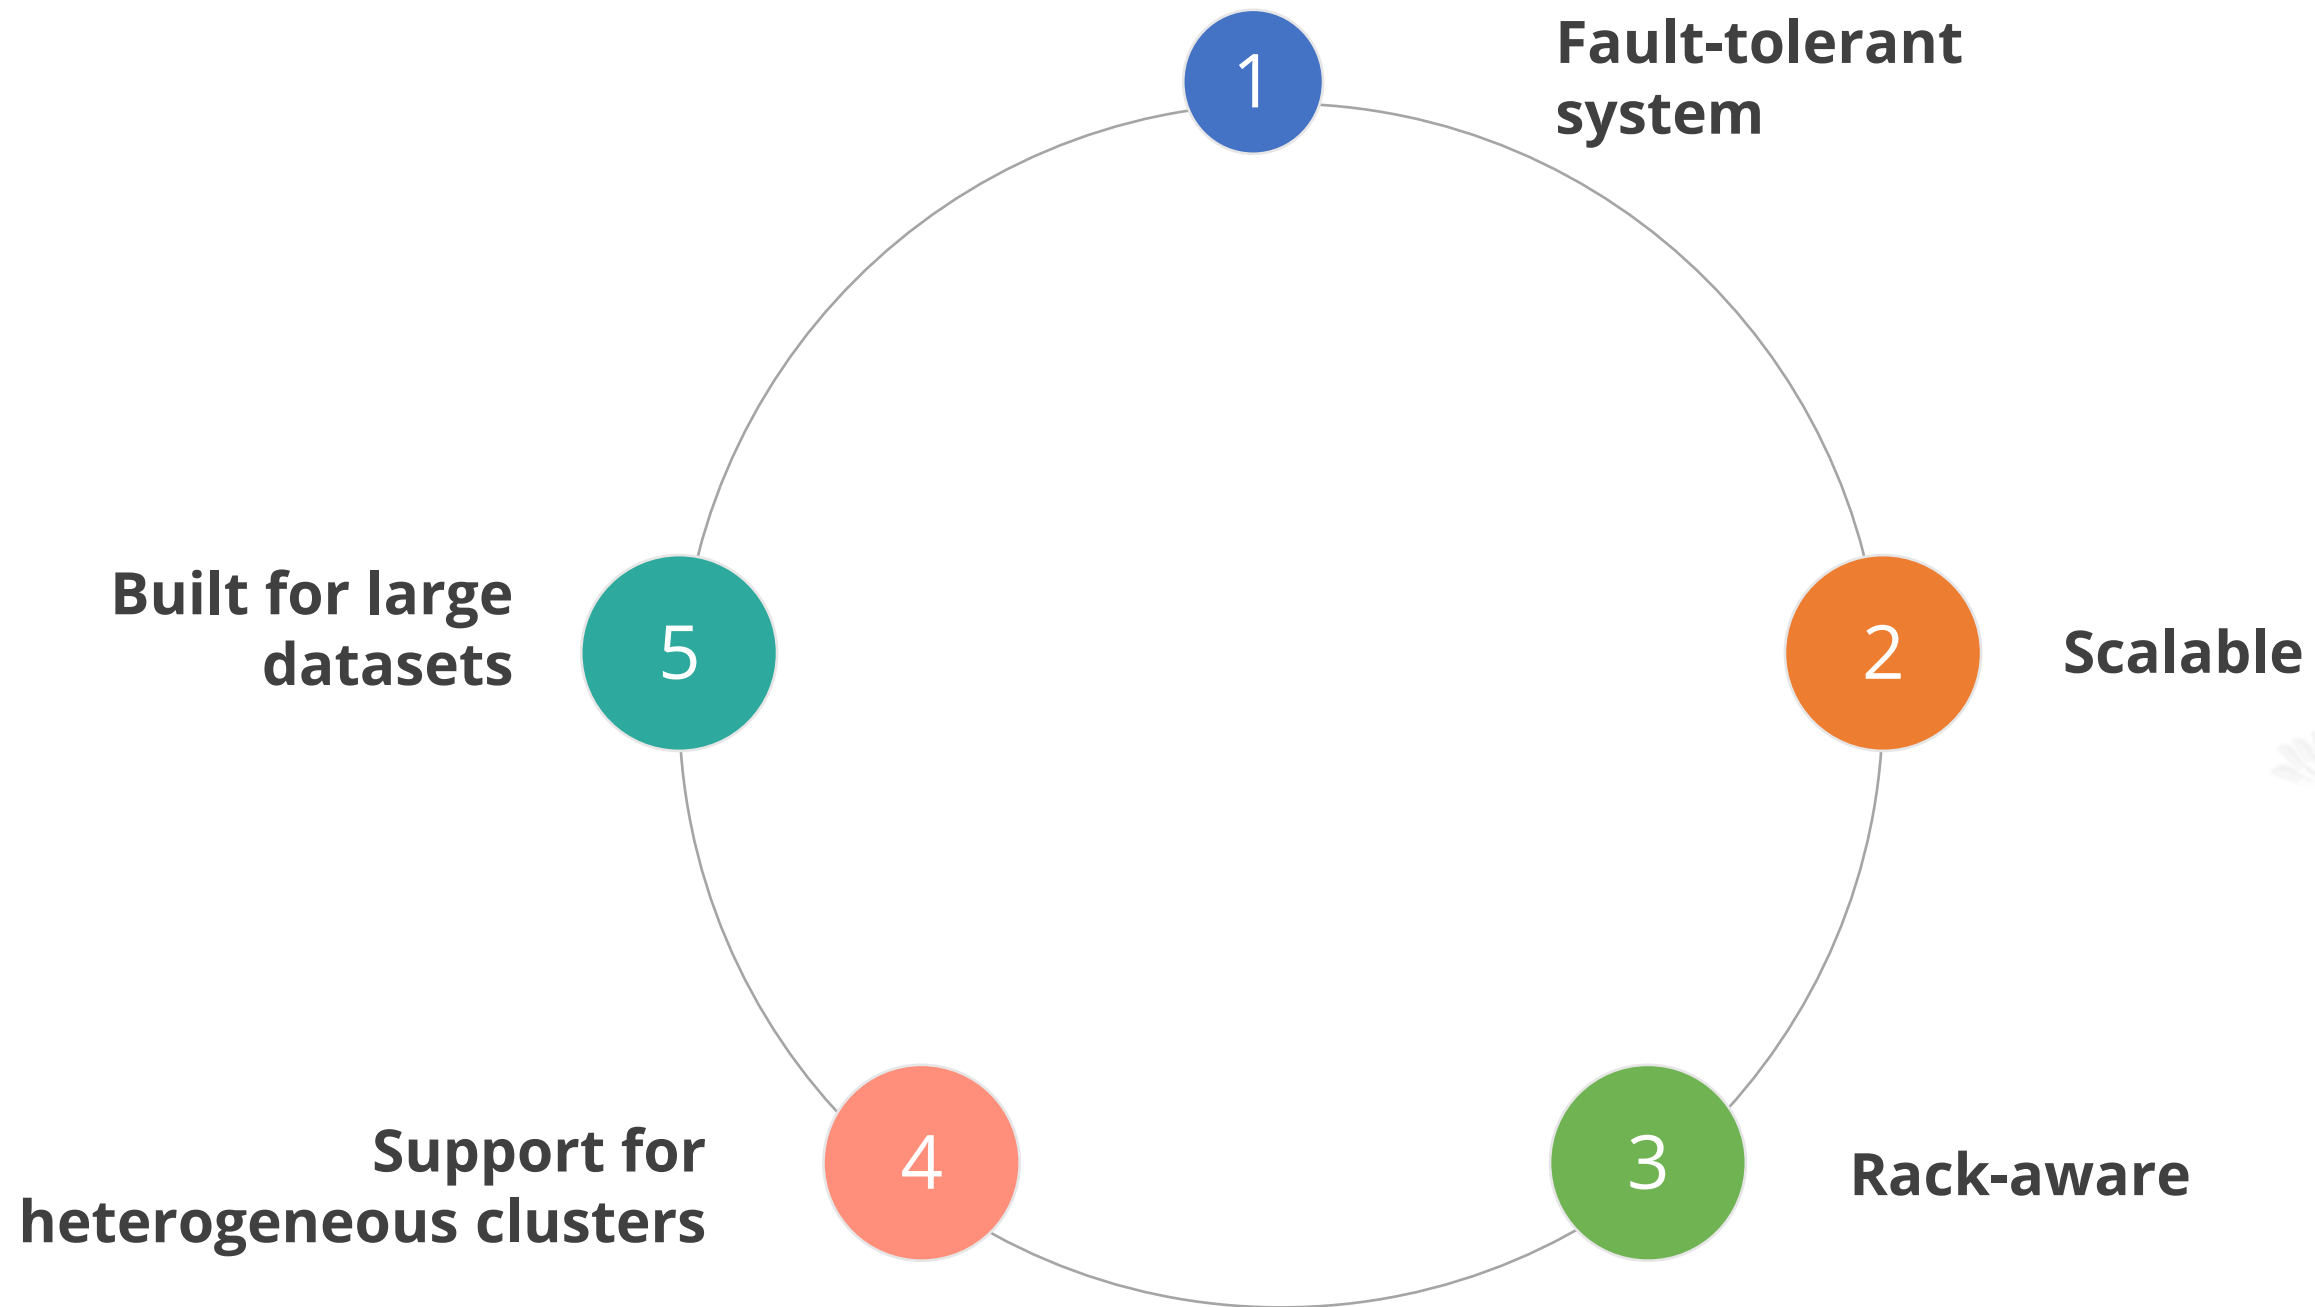 1
Fault-tolerant
system
2
Scalable
3
Rack-aware
4
Support for
heterogeneous clusters
5
Built for large
datasets